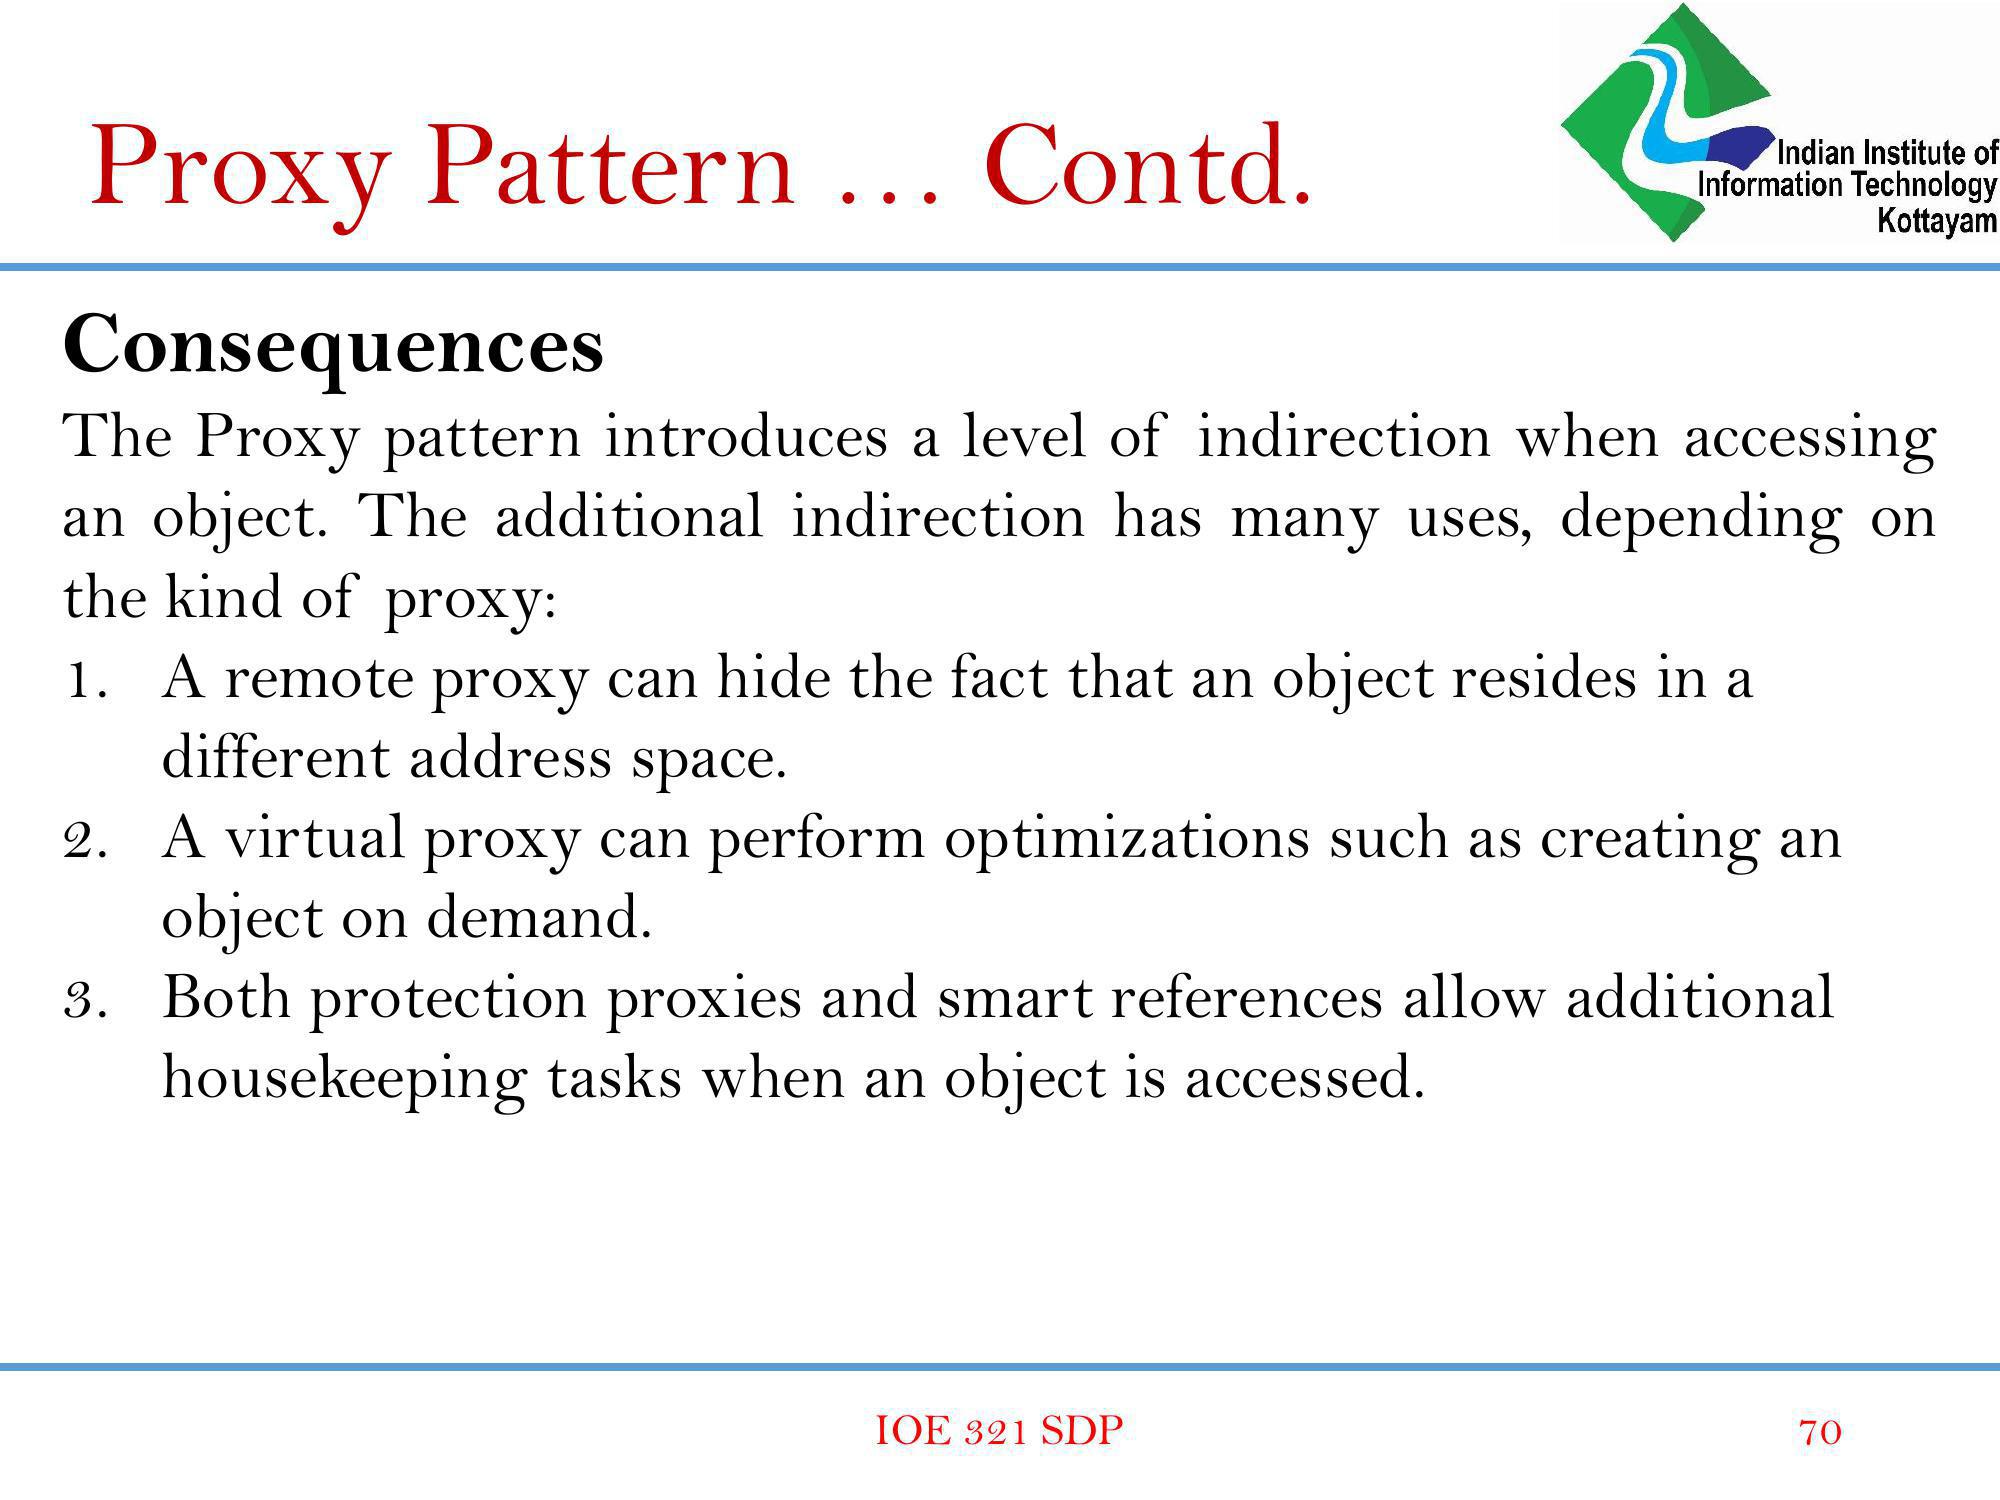 Proxy Pattern … Contd.
Indian Institute of
Information Technology
Kottayam
Consequences
The Proxy pattern introduces a level of indirection when accessing
an object. The additional indirection has many uses, depending on
the kind of proxy:
1. A remote proxy can hide the fact that an object resides in a
different address space.
2. A virtual proxy can perform optimizations such as creating an
object on demand.
3. Both protection proxies and smart references allow additional
housekeeping tasks when an object is accessed.
IOE 321 SDP
70